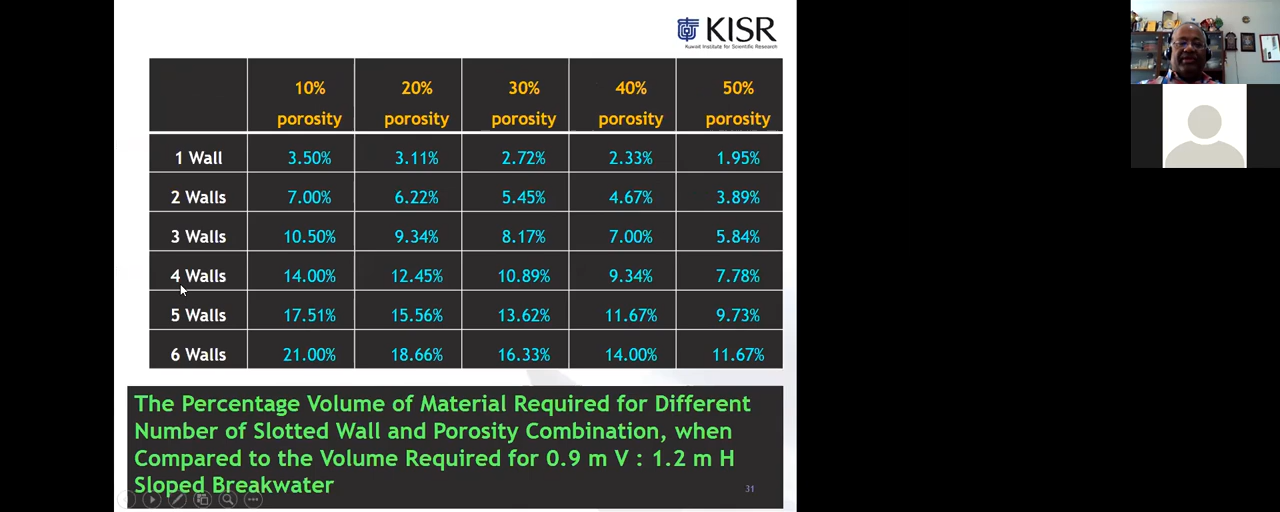 KISR
Kuwait Institute for Scientific Research
10% porosity 20% porosity 30% porosity 40% porosity 50% porosity
1 Wall 3.50% 3.11% 2.72% 2.33% 1.95%
2 Walls 7.00% 6.22% 5.45% 4.67% 3.89%
3 Walls 10.50% 9.34% 8.17% 7.00% 5.84%
4 Walls 14.00% 12.45% 10.89% 9.34% 7.78%
5 Walls 17.51% 15.56% 13.62% 11.67% 9.73%
6 Walls 21.00% 18.66% 16.33% 14.00% 11.67%
The Percentage Volume of Material Required for Different
Number of Slotted Wall and Porosity Combination, when
Compared to the Volume Required for 0.9 m V : 1.2 m H
Sloped Breakwater
31